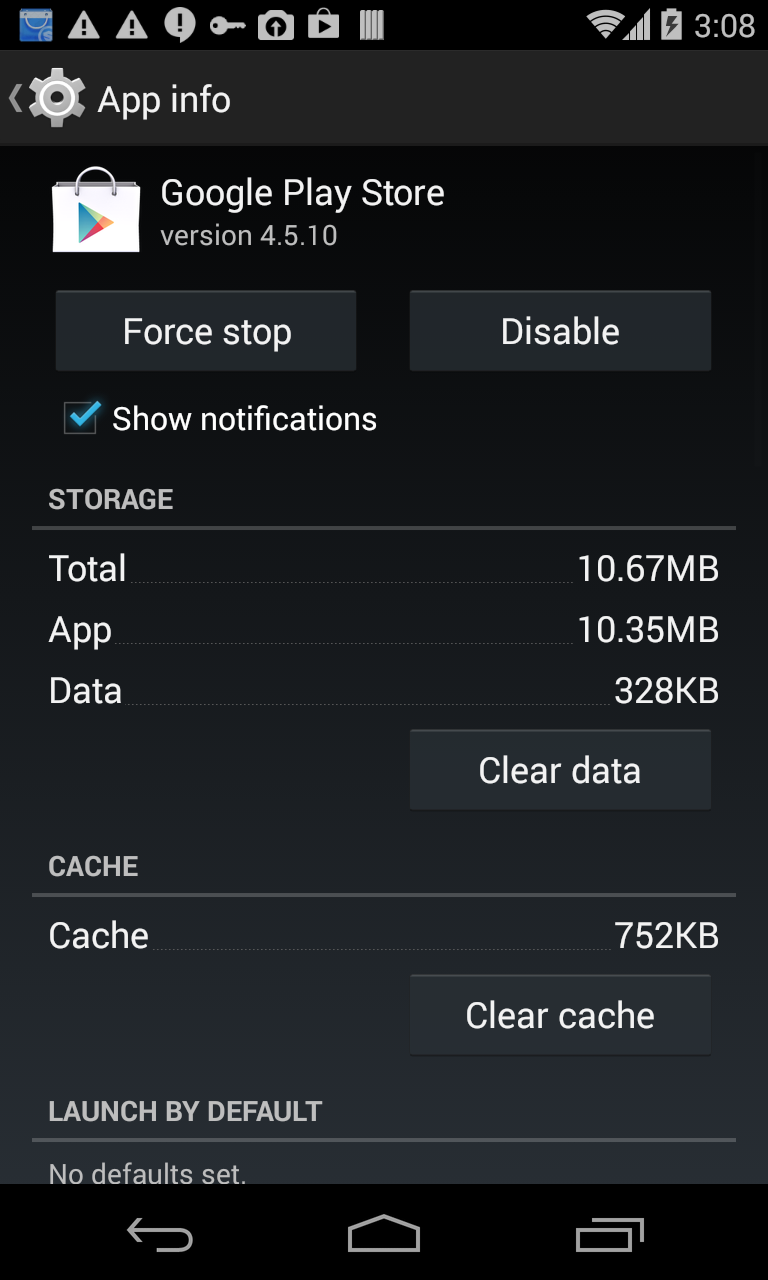 3:08
App info
Google Play Store
version 4.5.10
Force stop
Disable
Show notifications
STORAGE
Total 10.67MB
App 10.35MB
Data 328KB
Clear data
CACHE
Cache 752KB
Clear cache
LAUNCH BY DEFAULT
No defaults set.